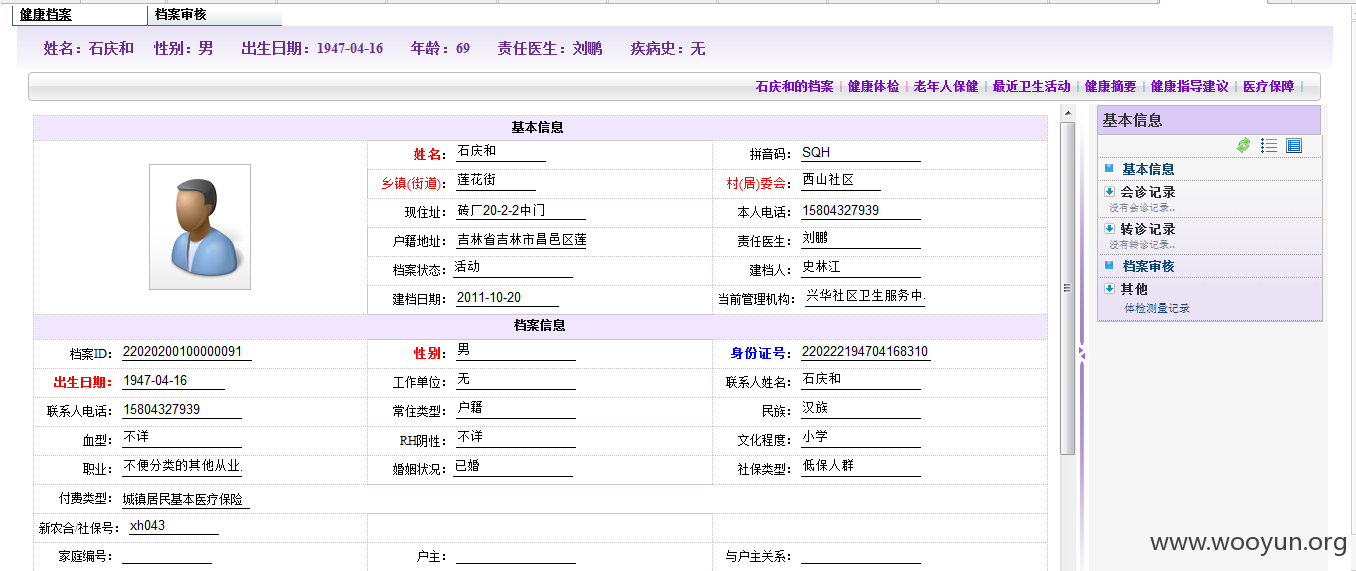 健康档案 档案审核
姓名：石庆和 性别：男 出生日期：1947-04-16 年龄：69 责任医生：刘鹏 疾病史：无
石庆和的档案 | 健康体检 | 老年人保健 | 最近卫生活动 | 健康摘要 | 健康指导建议 | 医疗保障 |
基本信息
姓名： 石庆和 拼音码： SQH
乡镇(街道)： 莲花街 村(居)委会： 西山社区
现住址： 砖厂20-2-2中门 本人电话： 15804327939
户籍地址： 吉林省吉林市昌邑区莲 责任医生： 刘鹏
档案状态： 活动 建档人： 史林江
建档日期： 2011-10-20 当前管理机构： 兴华社区卫生服务中
档案信息
档案ID： 22020200100000091 性别： 男 身份证号： 220222194704168310
出生日期： 1947-04-16 工作单位： 无 联系人姓名： 石庆和
联系人电话： 15804327939 常住类型： 户籍 民族： 汉族
血型： 不详 RH阴性： 不详 文化程度： 小学
职业： 不便分类的其他从业 婚姻状况： 已婚 社保类型： 低保人群
付费类型： 城镇居民基本医疗保险
新农合/社保号： xh043
家庭编号： 户主： 与户主关系：
基本信息
基本信息
会诊记录
没有会诊记录..
转诊记录
没有转诊记录..
档案审核
其他
体检测量记录
www.wooyun.org